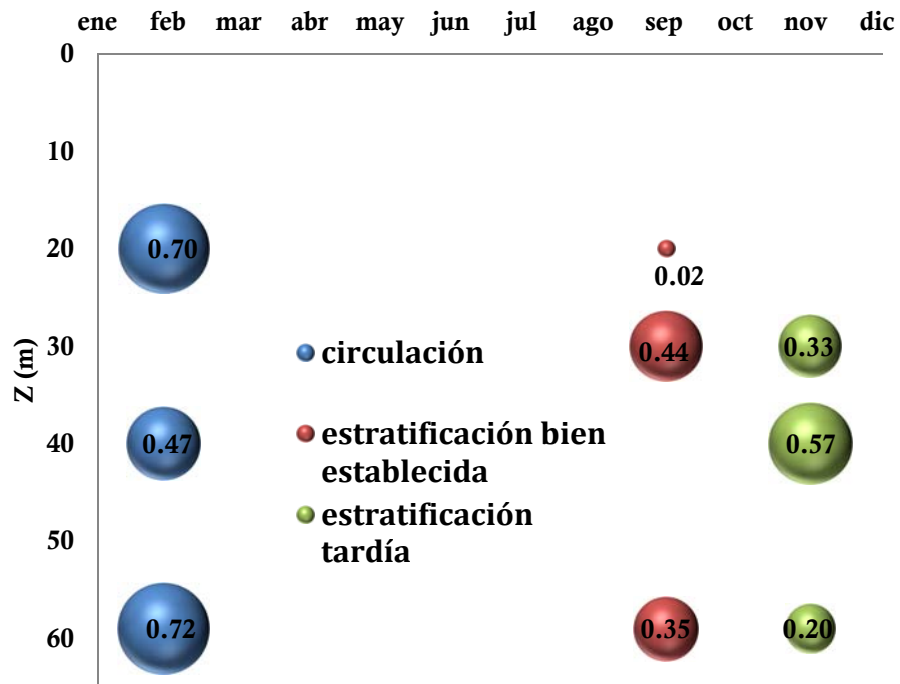 ene feb mar abr may jun jul ago sep oct nov dic
0
10
20
30
40
50
60
Z (m)
0.70
0.02
0.44
0.33
0.47
0.57
0.72
0.35
0.20
circulación
estratificación bien
establecida
estratificación
tardía